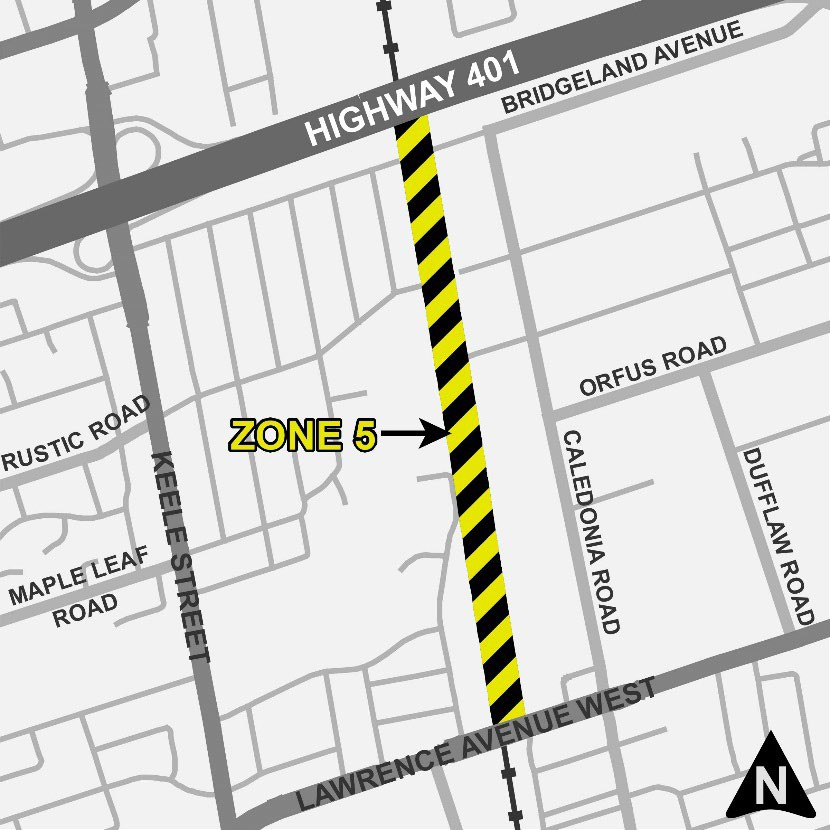 HIGHWAY 401
BRIDGELAND AVENUE
ORFUS ROAD
RUSTIC ROAD
ZONE 5
KEELE STREET
CALEDONIA ROAD
DUFFLAW ROAD
MAPLE LEAF
ROAD
LAWRENCE AVENUE WEST
N